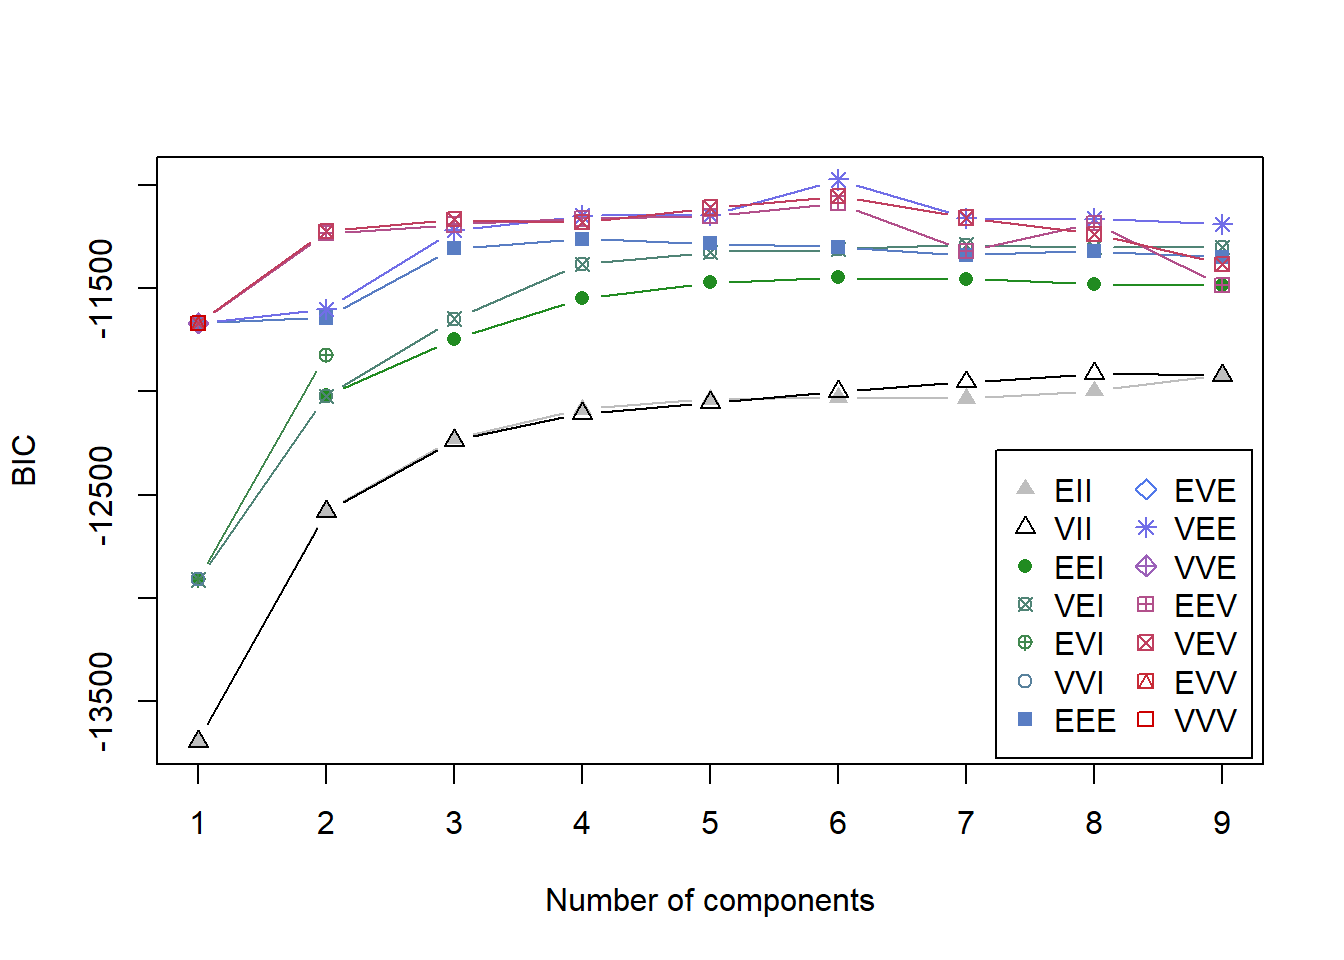 BIC
-11500
-12500
-13500
EII EVE
VII VEE
EEI VVE
VEI EEV
EVI VEV
VVI EVV
EEE VVV
1 2 3 4 5 6 7 8 9
Number of components